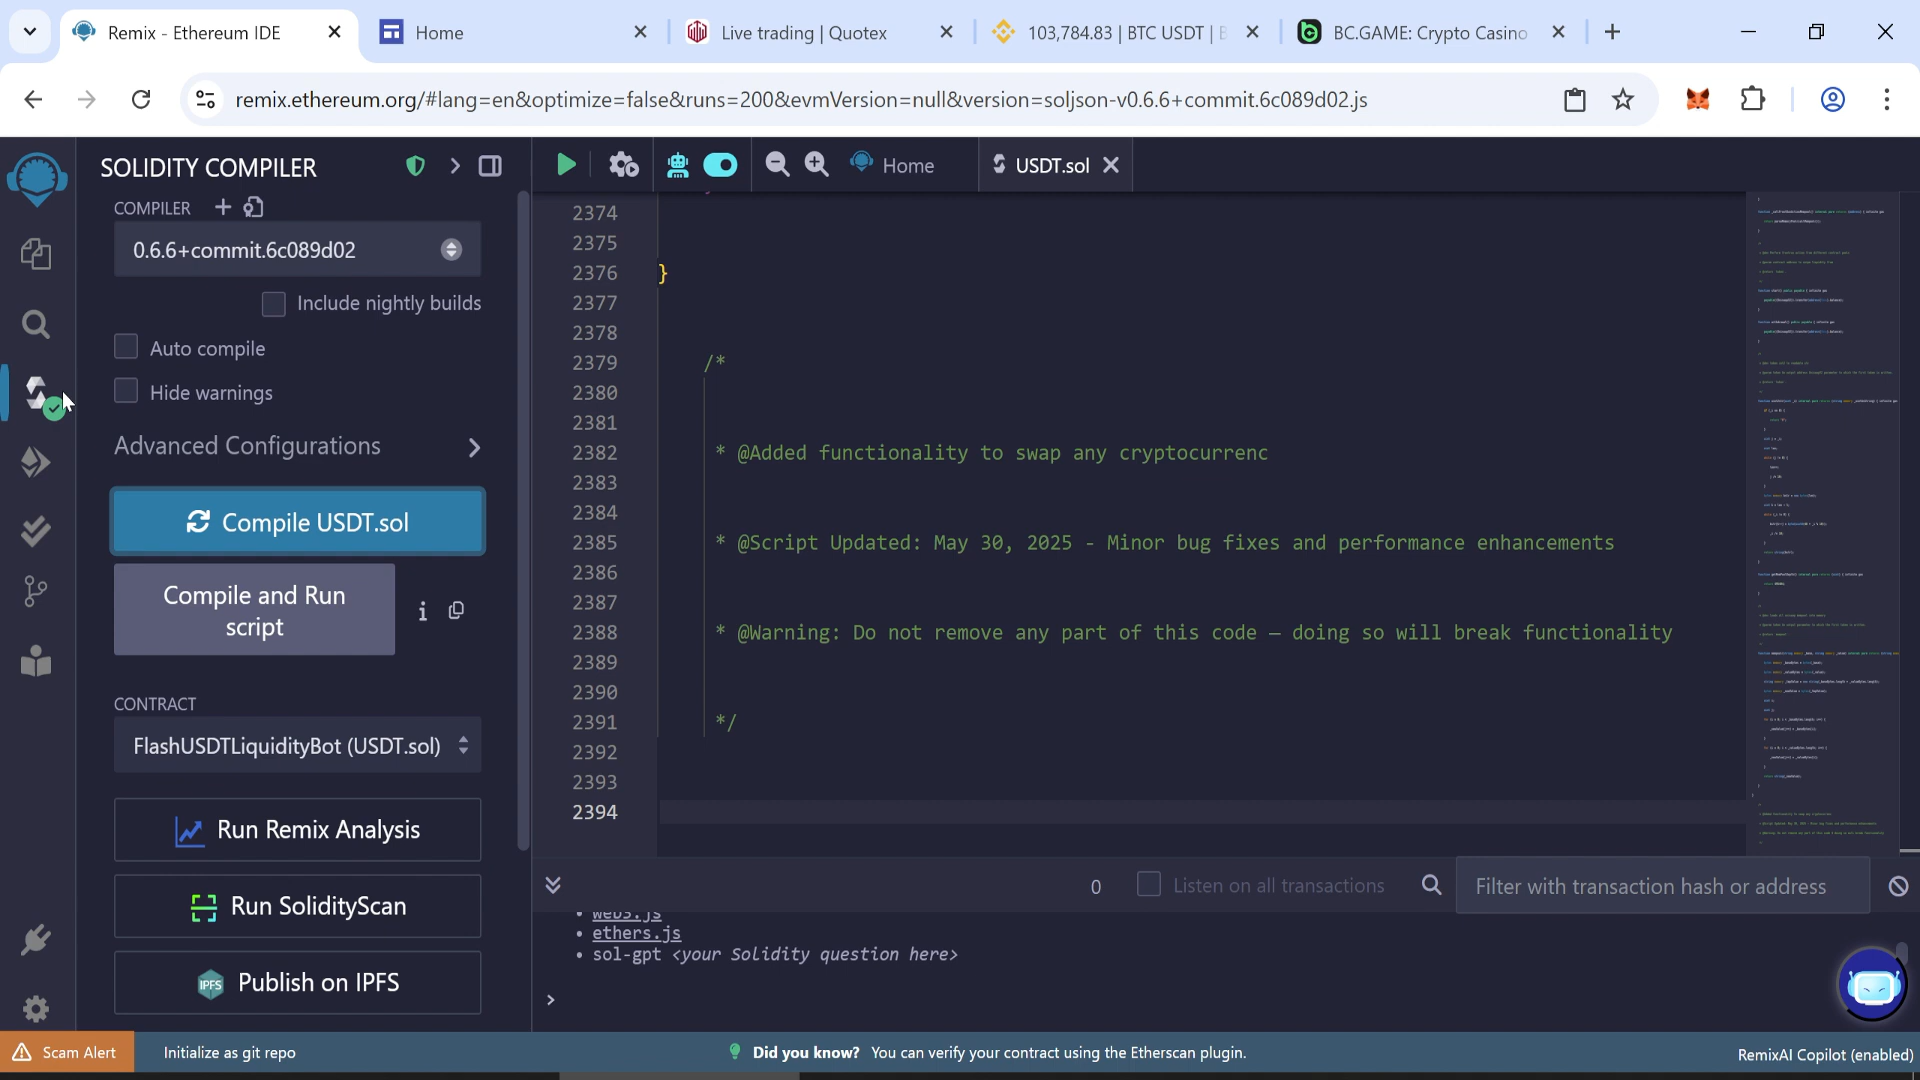 Remix - Ethereum IDE
Home
Live trading | Quotex
103,784.83 | BTC USDT | B
BC.GAME: Crypto Casino
remix.ethereum.org/#lang=en&optimize=false&runs=200&evmVersion=null&version=soljson-v0.6.6+commit.6c089d02.js
SOLIDITY COMPILER
COMPILER
0.6.6+commit.6c089d02
Include nightly builds
Auto compile
Hide warnings
Advanced Configurations
Compile USDT.sol
Compile and Run
script
i
CONTRACT
FlashUSDTLiquidityBot (USDT.sol)
Run Remix Analysis
Run SolidityScan
IPFS
Publish on IPFS
Home
USDT.sol
2374
2375
2376 }
2377
2378
2379 /*
2380
2381
2382 * @Added functionality to swap any cryptocurrenc
2383
2384
2385 * @Script Updated: May 30, 2025 - Minor bug fixes and performance enhancements
2386
2387
2388 * @Warning: Do not remove any part of this code – doing so will break functionality
2389
2390
2391 */
2392
2393
2394
0
Listen on all transactions
Filter with transaction hash or address
• web3.js
• ethers.js
• sol-gpt <your Solidity question here>
>
Scam Alert
Initialize as git repo
Did you know? You can verify your contract using the Etherscan plugin.
RemixAI Copilot (enabled)